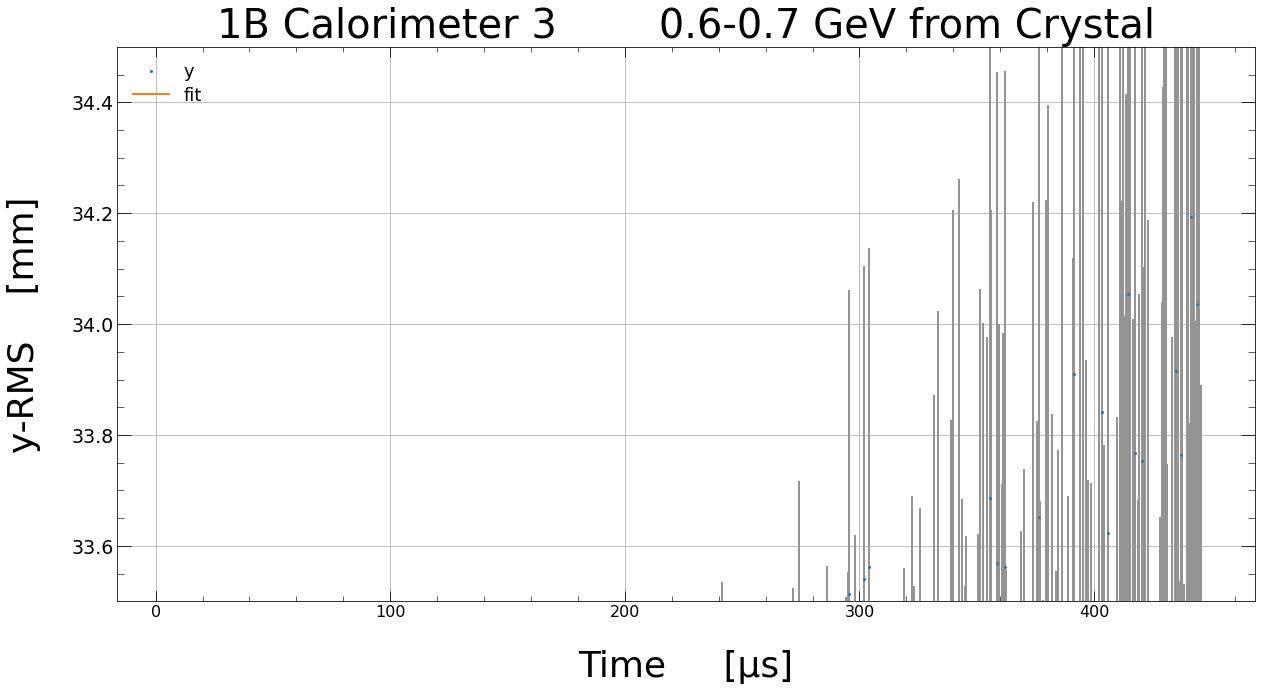 1B Calorimeter 3 0.6-0.7 GeV from Crystal
y
fit
34.4
34.2
34.0
33.8
33.6
y-RMS [mm]
0 100 200 300 400
Time [µs]